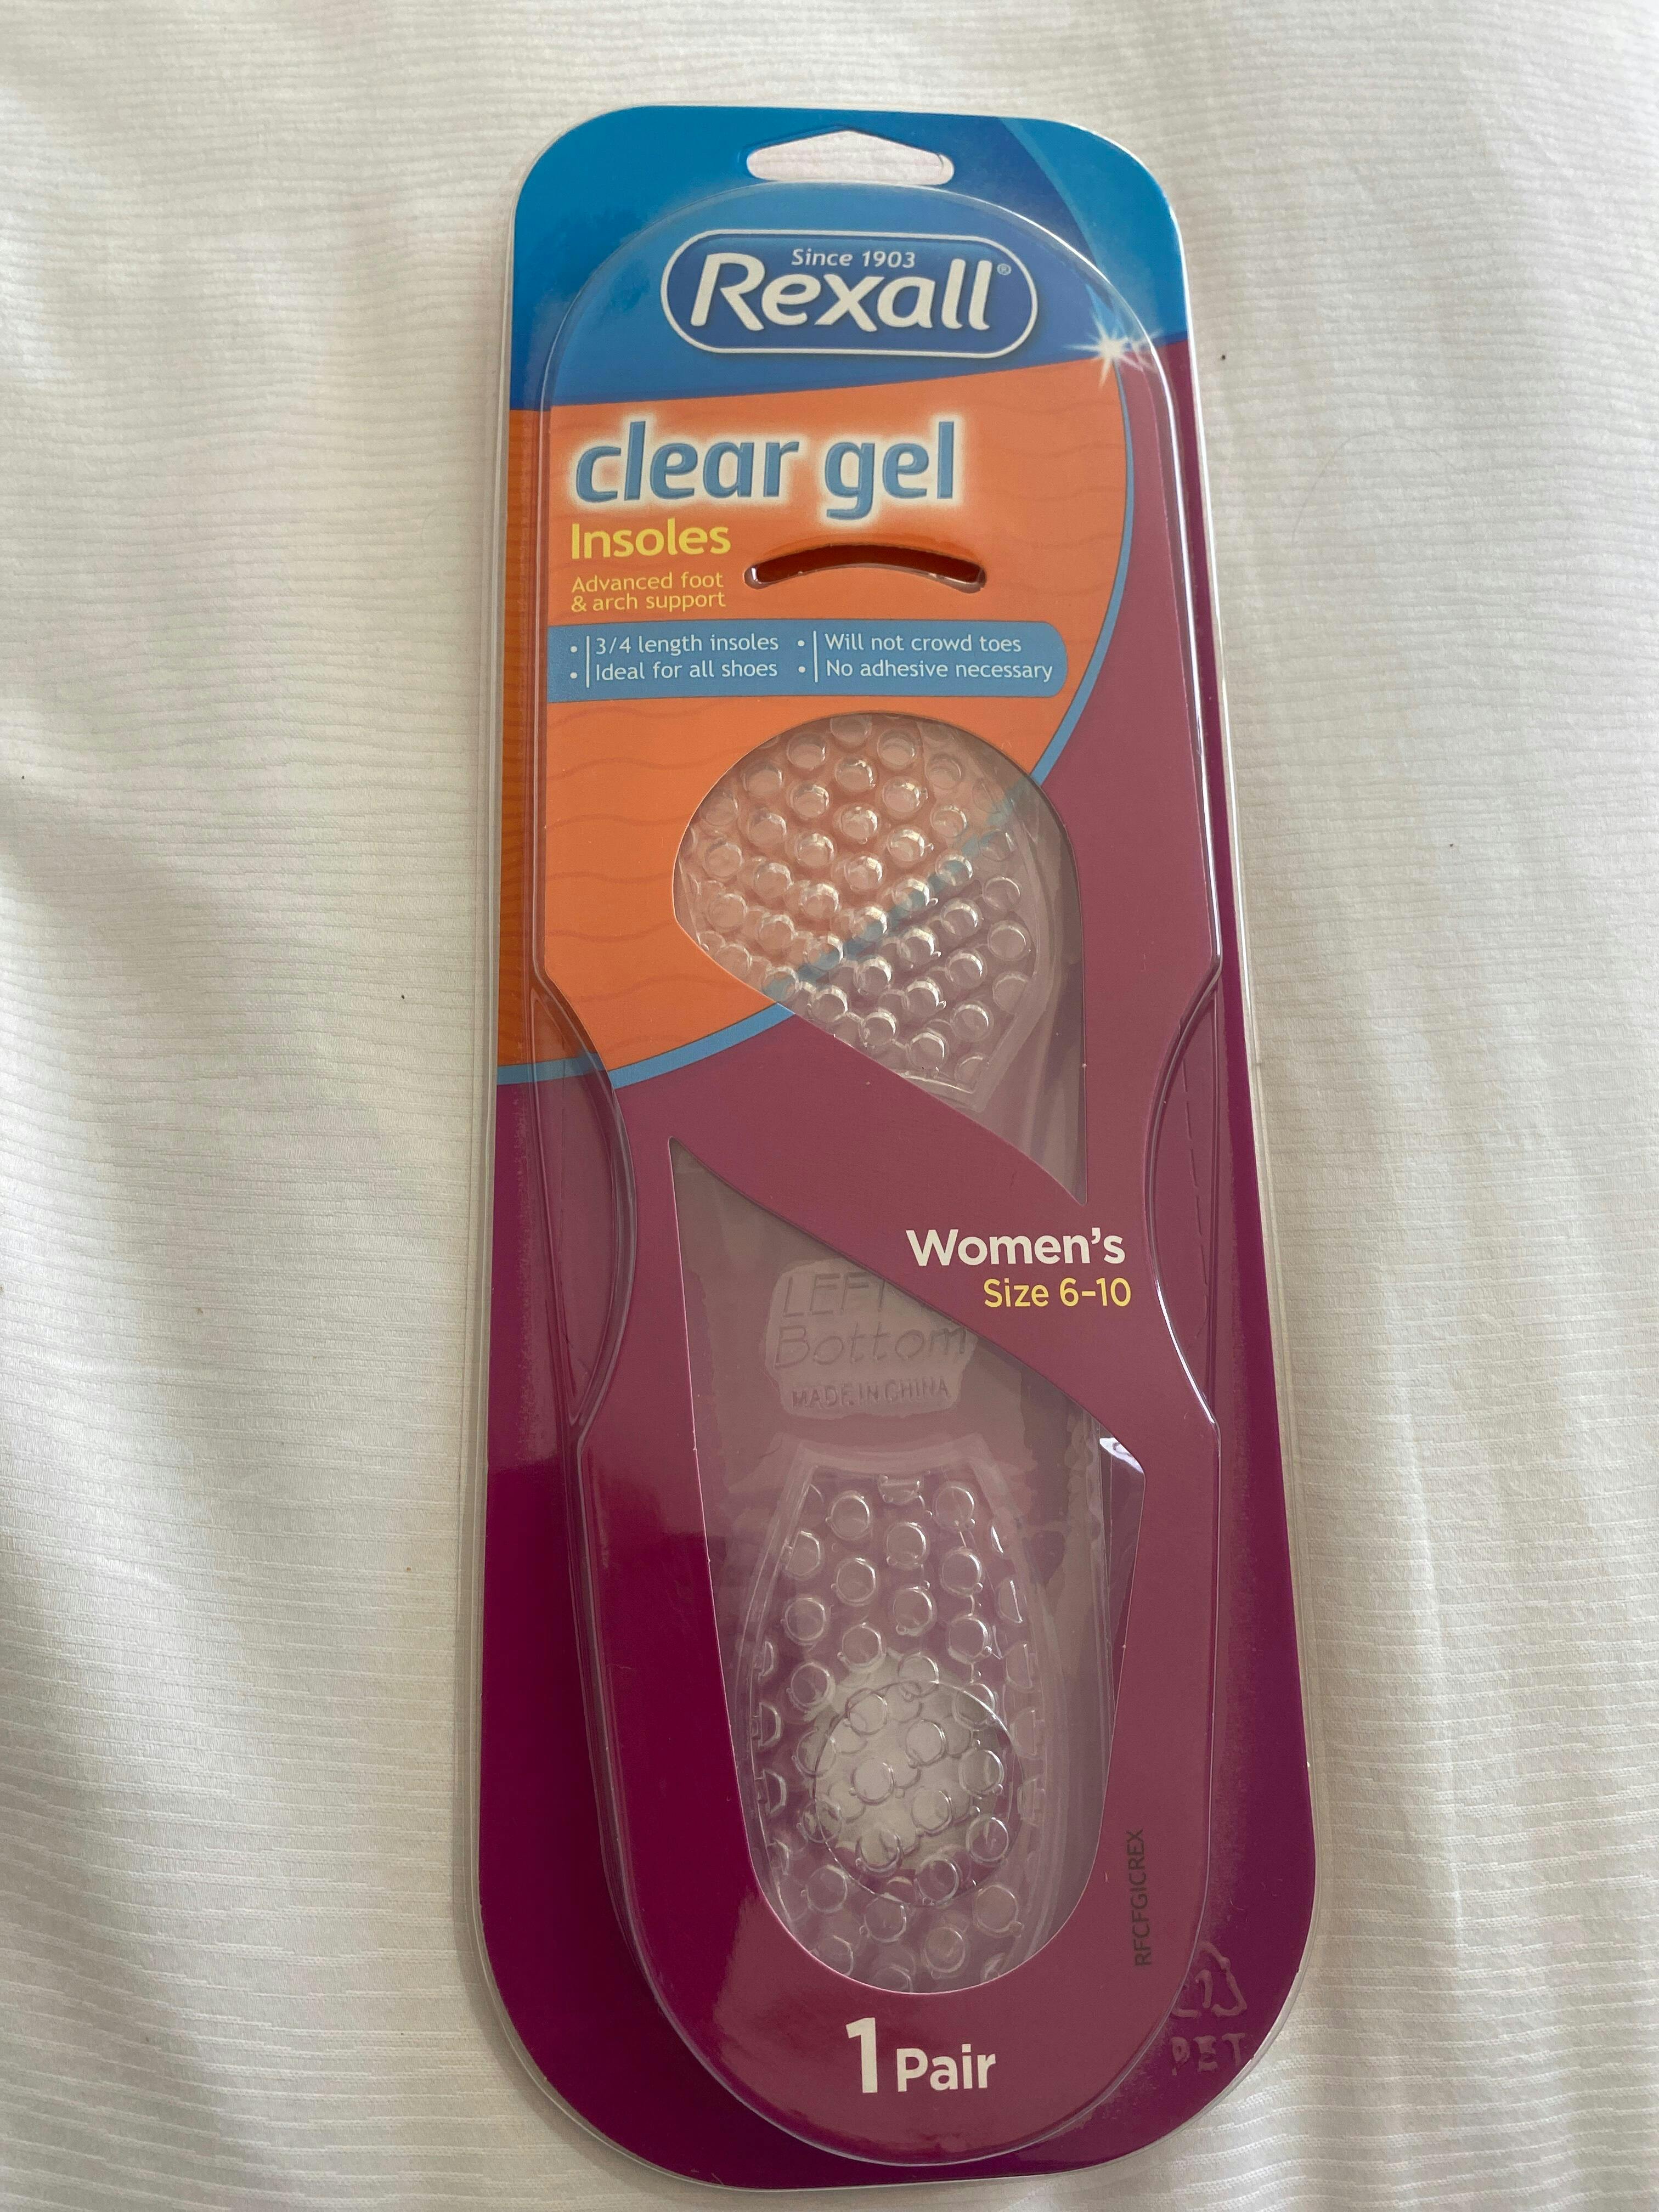 Since 1903
Rexall®
clear gel
Insoles
Advanced foot
& arch support
• 3/4 length insoles
• Ideal for all shoes
• Will not crowd toes
• No adhesive necessary
Women's
Size 6-10
LEFT
Bottom
MADE IN CHINA
RFCFGICREX
1 Pair
1
PET